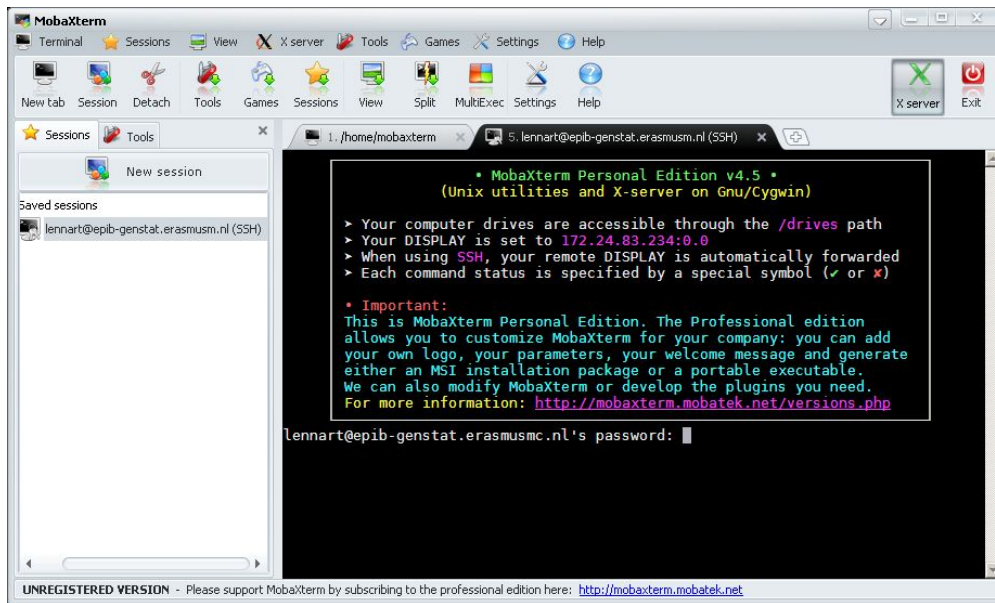 MobaXterm
Terminal Sessions View X server Tools Games Settings Help
New tab Session Detach Tools Games Sessions View Split MultiExec Settings Help X server Exit
Sessions Tools
1. /home/mobaxterm 5. lennart@epib-genstat.erasmusm.nl (SSH)
New session
Saved sessions
lennart@epib-genstat.erasmusm.nl (SSH)
• MobaXterm Personal Edition v4.5 •
(Unix utilities and X-server on Gnu/Cygwin)
➤ Your computer drives are accessible through the /drives path
➤ Your DISPLAY is set to 172.24.83.234:0.0
➤ When using SSH, your remote DISPLAY is automatically forwarded
➤ Each command status is specified by a special symbol (✔ or ✘)
• Important:
This is MobaXterm Personal Edition. The Professional edition
allows you to customize MobaXterm for your company: you can add
your own logo, your parameters, your welcome message and generate
either an MSI installation package or a portable executable.
We can also modify MobaXterm or develop the plugins you need.
For more information: http://mobaxterm.mobatek.net/versions.php
lennart@epib-genstat.erasmusmc.nl's password:
UNREGISTERED VERSION - Please support MobaXterm by subscribing to the professional edition here: http://mobaxterm.mobatek.net